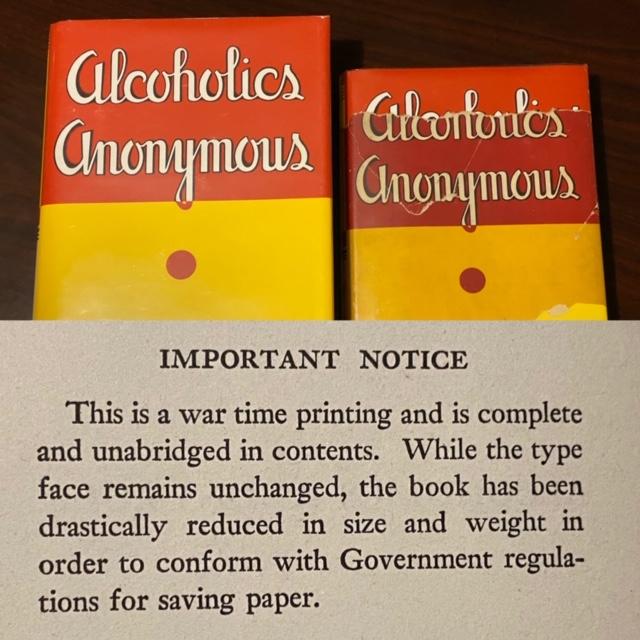 Alcoholics
Anonymous
Alcoholics
Anonymous
IMPORTANT NOTICE
This is a war time printing and is complete
and unabridged in contents. While the type
face remains unchanged, the book has been
drastically reduced in size and weight in
order to conform with Government regula-
tions for saving paper.